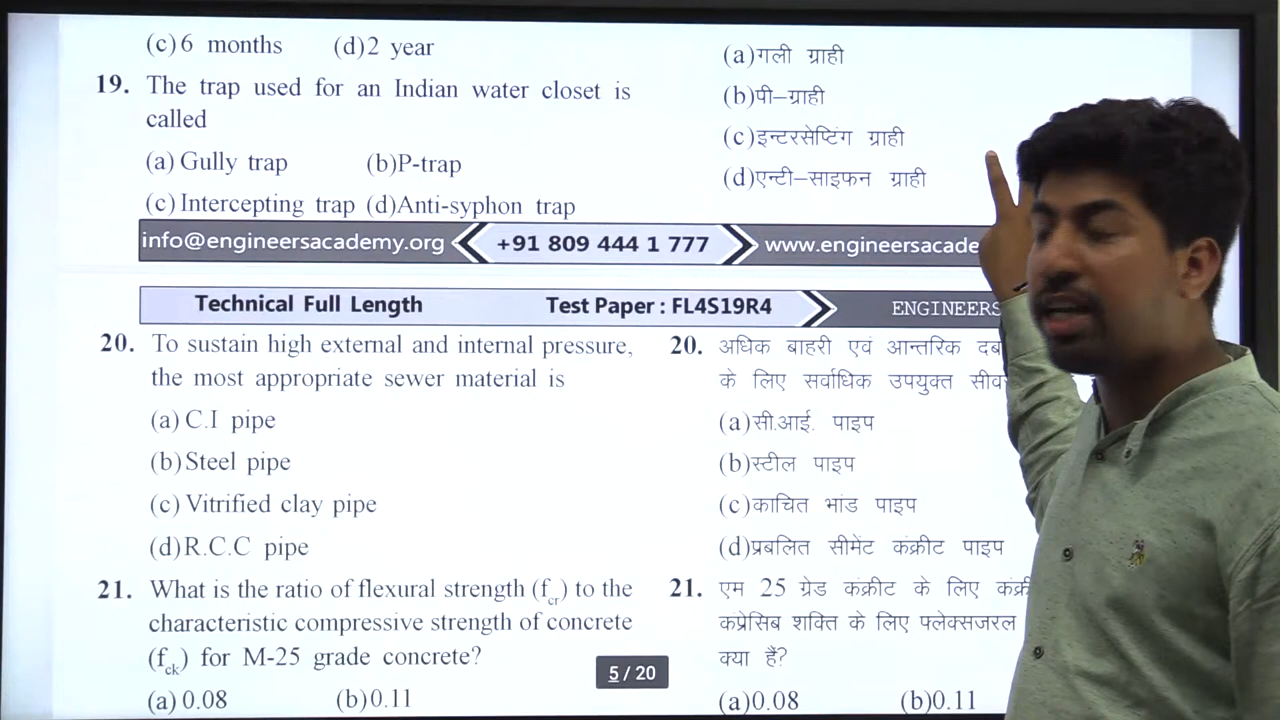 (c) 6 months (d) 2 year
19. The trap used for an Indian water closet is
called
(a) Gully trap (b) P-trap
(c) Intercepting trap (d) Anti-syphon trap
(a) गली ग्राही
(b) पी–ग्राही
(c) इन्टरसेप्टिंग ग्राही
(d) एन्टी–साइफन ग्राही
info@engineersacademy.org +91 809 444 1 777 www.engineersacade
Technical Full Length Test Paper : FL4S19R4 ENGINEERS
20. To sustain high external and internal pressure,
the most appropriate sewer material is
(a) C.I pipe
(b) Steel pipe
(c) Vitrified clay pipe
(d) R.C.C pipe
20. अधिक बाहरी एवं आन्तरिक दब
के लिए सर्वाधिक उपयुक्त सीव
(a) सी.आई. पाइप
(b) स्टील पाइप
(c) काचित भांड पाइप
(d) प्रबलित सीमेंट कंक्रीट पाइप
21. What is the ratio of flexural strength (fcr) to the
characteristic compressive strength of concrete
(fck) for M-25 grade concrete?
(a) 0.08 (b) 0.11
21. एम 25 ग्रेड कंक्रीट के लिए कंक्री
कंप्रेसिब शक्ति के लिए फ्लेक्सजरल
क्या हैं?
(a) 0.08 (b) 0.11
5 / 20